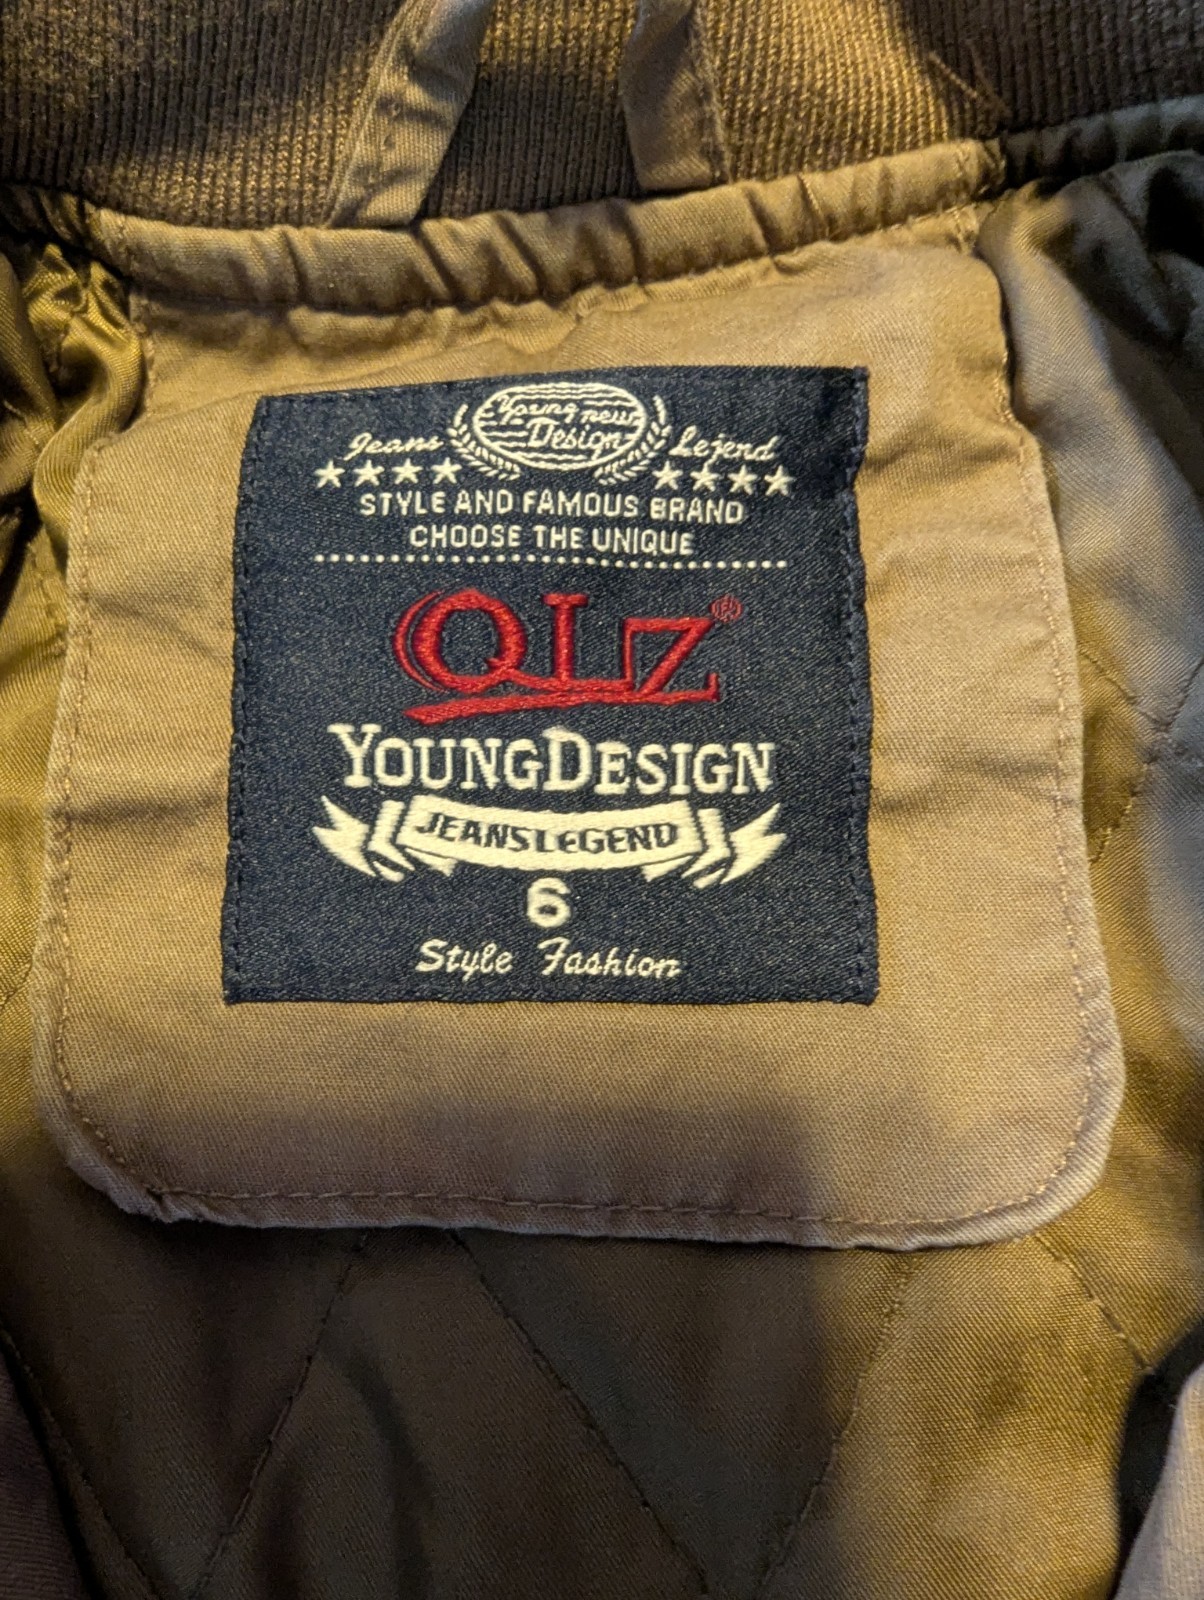 Young new
Design
Jeans Lejend
STYLE AND FAMOUS BRAND
CHOOSE THE UNIQUE
QLZ
YOUNGDESIGN
JEANSLEGEND
6
Style Fashion